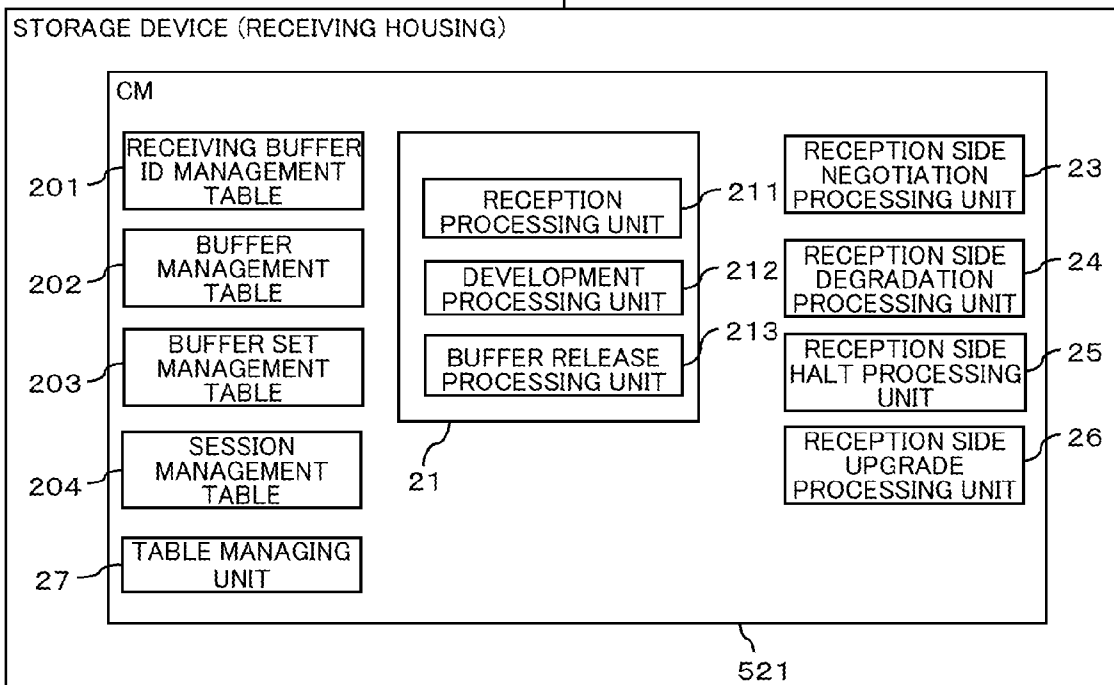 STORAGE DEVICE (RECEIVING HOUSING)
CM
RECEIVING BUFFER
ID MANAGEMENT
TABLE
201
BUFFER
MANAGEMENT
TABLE
202
BUFFER SET
MANAGEMENT
TABLE
203
SESSION
MANAGEMENT
TABLE
204
TABLE MANAGING
UNIT
27
RECEPTION
PROCESSING UNIT
211
DEVELOPMENT
PROCESSING UNIT
212
BUFFER RELEASE
PROCESSING UNIT
213
21
RECEPTION SIDE
NEGOTIATION
PROCESSING UNIT
23
RECEPTION SIDE
DEGRADATION
PROCESSING UNIT
24
RECEPTION SIDE
HALT PROCESSING
UNIT
25
RECEPTION SIDE
UPGRADE
PROCESSING UNIT
26
521